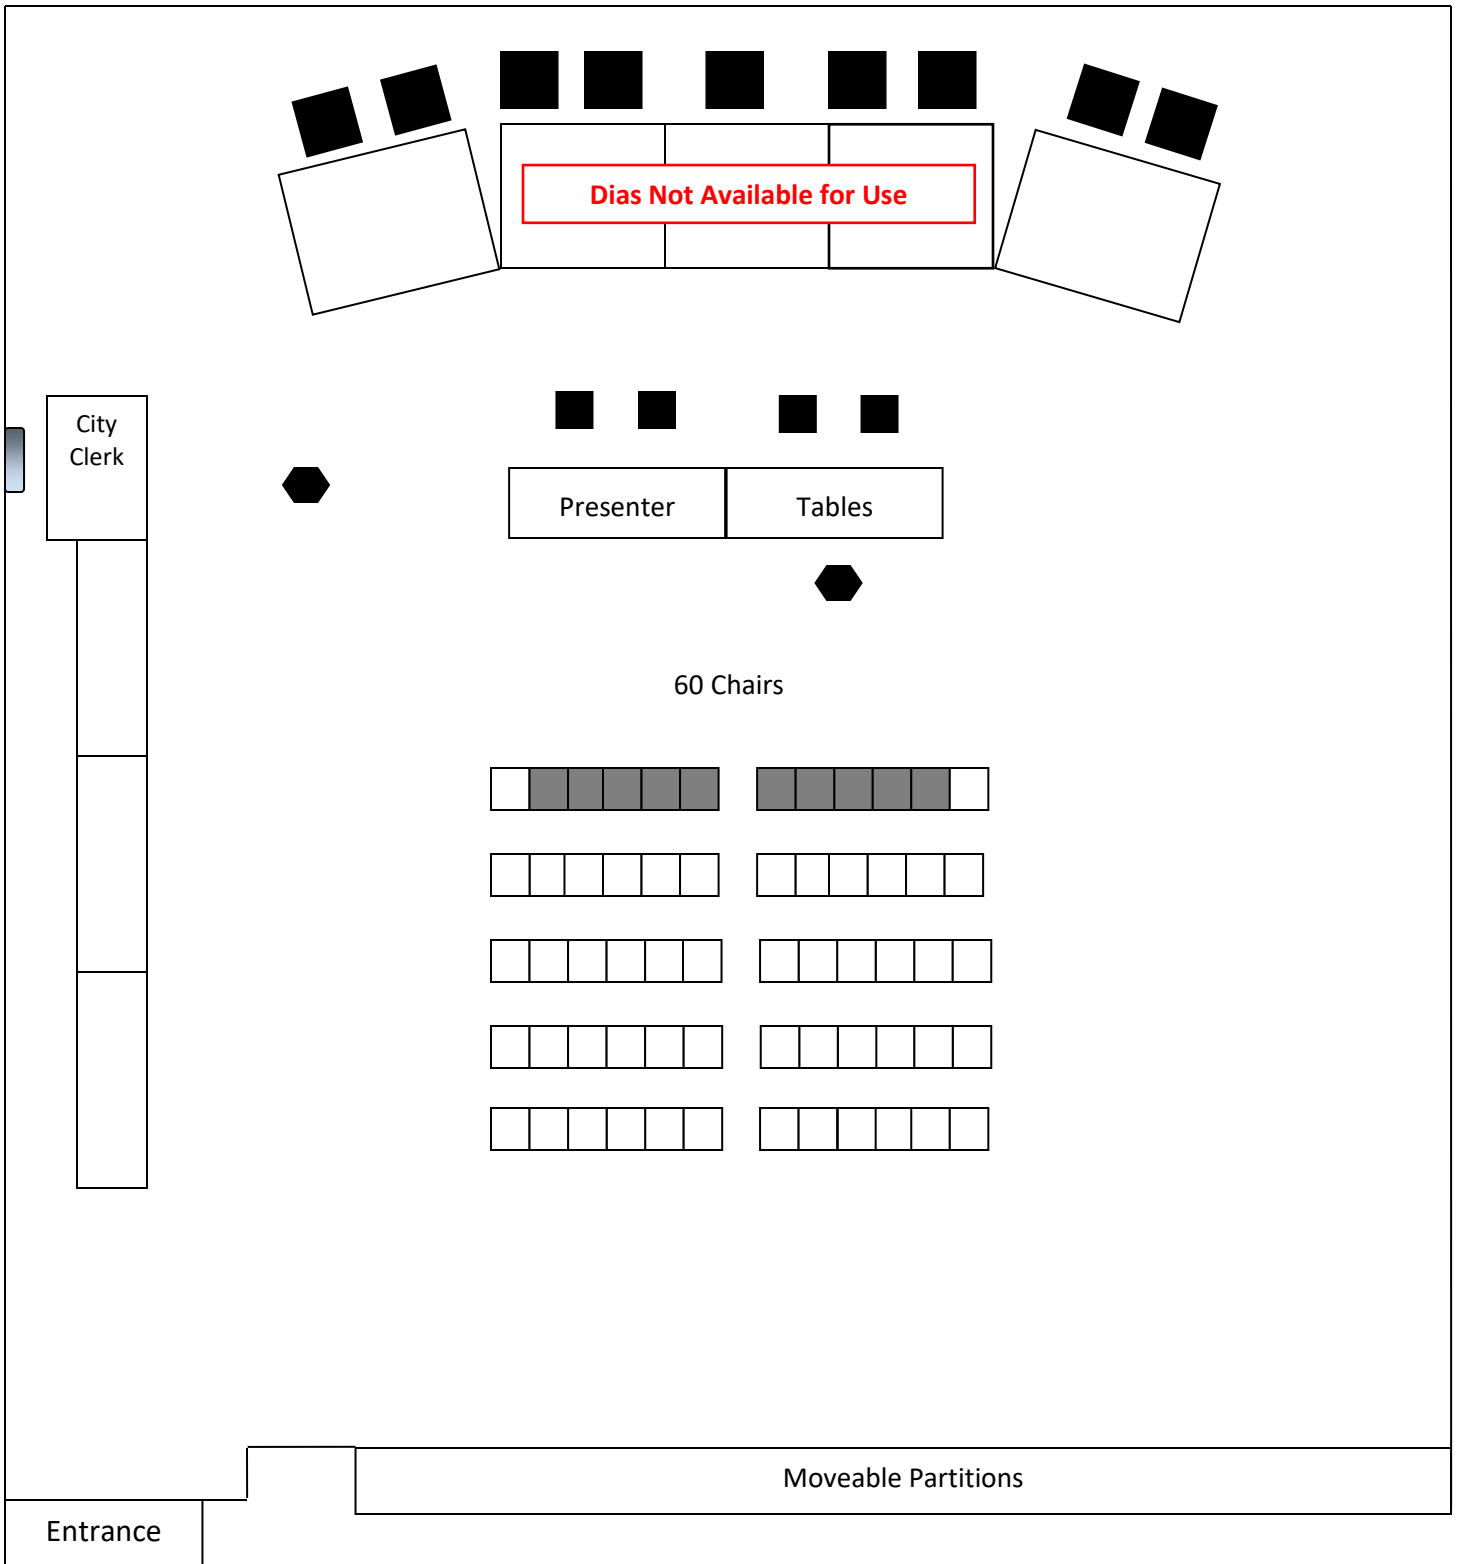 Dias Not Available for Use
City
Clerk
Presenter
Tables
60 Chairs
Moveable Partitions
Entrance